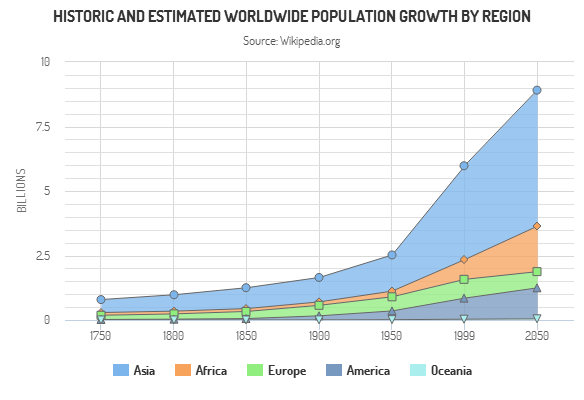 HISTORIC AND ESTIMATED WORLDWIDE POPULATION GROWTH BY REGION
Source: Wikipedia.org
10
7.5
BILLIONS
5
2.5
0
1750 1800 1850 1900 1950 1999 2050
Asia Africa Europe America Oceania